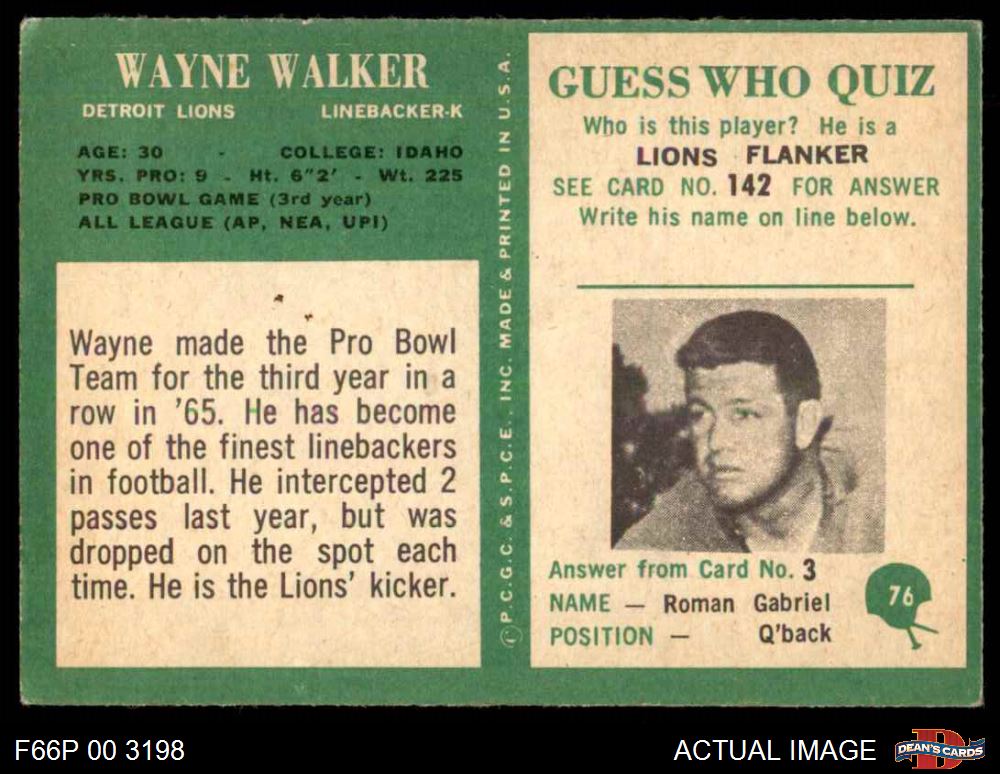 WAYNE WALKER
DETROIT LIONS LINEBACKER-K
AGE: 30 - COLLEGE: IDAHO
YRS. PRO: 9 - Ht. 6"2' - Wt. 225
PRO BOWL GAME (3rd year)
ALL LEAGUE (AP, NEA, UPI)
Wayne made the Pro Bowl
Team for the third year in a
row in '65. He has become
one of the finest linebackers
in football. He intercepted 2
passes last year, but was
dropped on the spot each
time. He is the Lions' kicker.
©P.C.G.C. & S.P.C.E., INC. MADE & PRINTED IN U.S.A.
GUESS WHO QUIZ
Who is this player? He is a
LIONS FLANKER
SEE CARD NO. 142 FOR ANSWER
Write his name on line below.
Answer from Card No. 3
NAME — Roman Gabriel
POSITION — Q'back
76
F66P 00 3198
ACTUAL IMAGE
D
DEAN'S CARDS